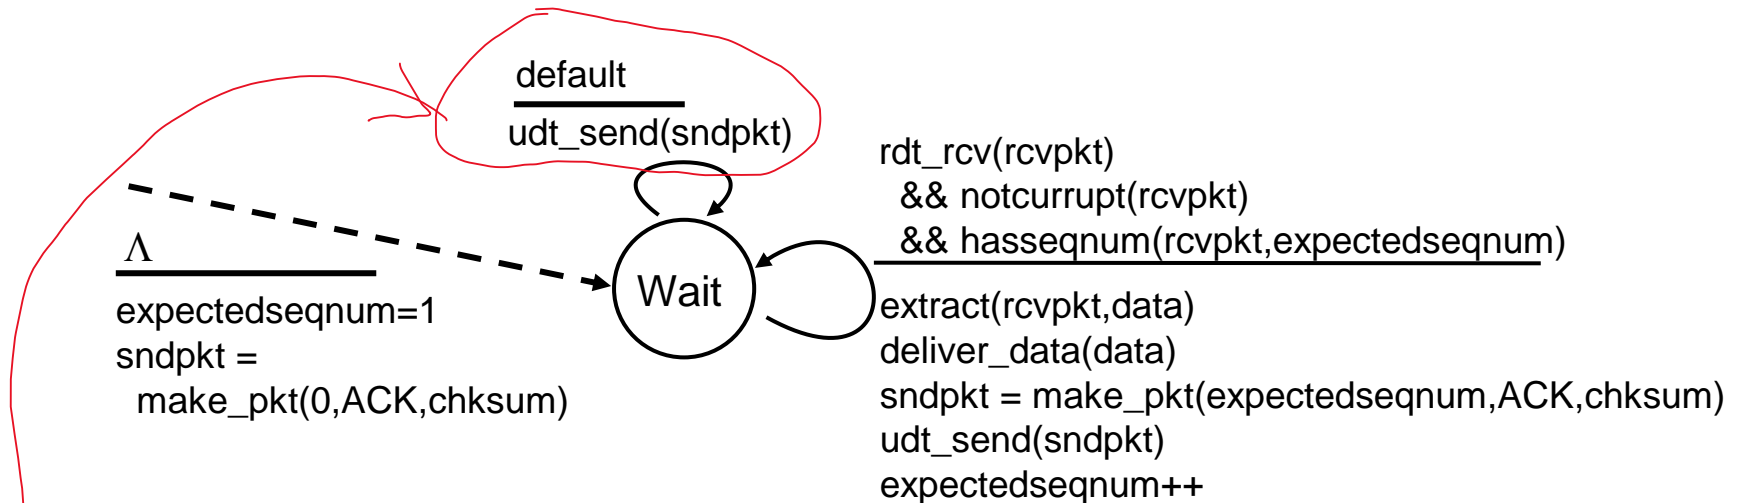 default
udt_send(sndpkt)
rdt_rcv(rcvpkt)
&& notcurrupt(rcvpkt)
&& hasseqnum(rcvpkt,expectedseqnum)
Λ
expectedseqnum=1
sndpkt =
make_pkt(0,ACK,chksum)
Wait
extract(rcvpkt,data)
deliver_data(data)
sndpkt = make_pkt(expectedseqnum,ACK,chksum)
udt_send(sndpkt)
expectedseqnum++